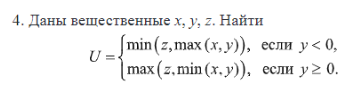 4. Даны вещественные x, y, z. Найти
U = { min(z, max(x, y)), если y < 0,
max(z, min(x, y)), если y ≥ 0.